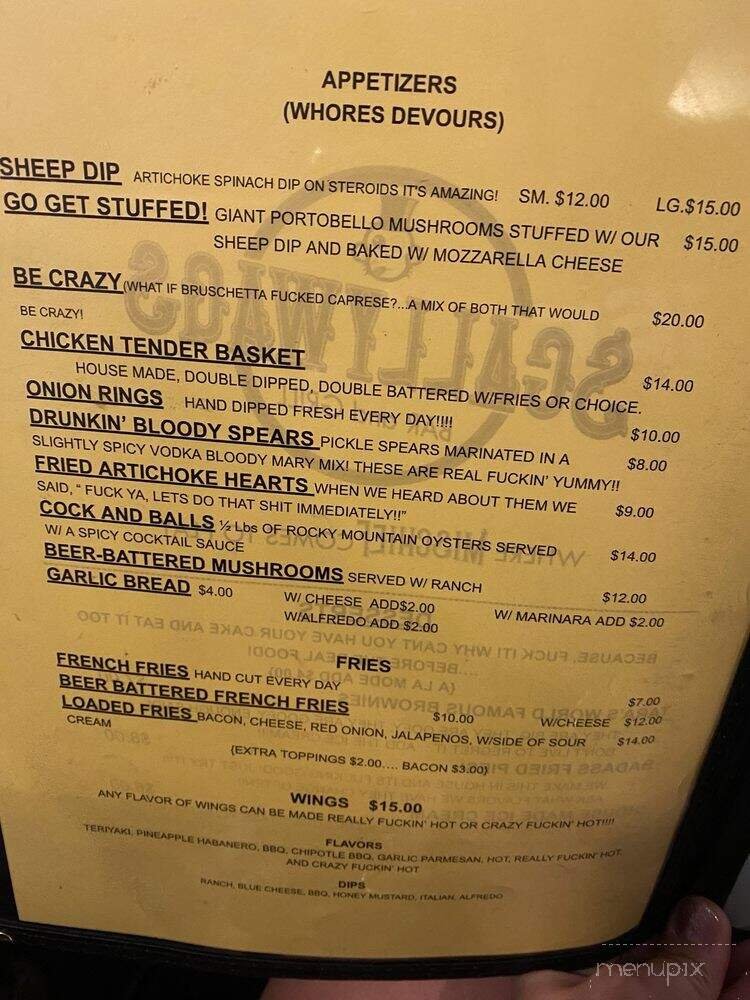 APPETIZERS
(WHORES DEVOURS)
SHEEP DIP ARTICHOKE SPINACH DIP ON STEROIDS IT'S AMAZING! SM. $12.00 LG.$15.00
GO GET STUFFED! GIANT PORTOBELLO MUSHROOMS STUFFED W/ OUR $15.00
SHEEP DIP AND BAKED W/ MOZZARELLA CHEESE
BE CRAZY (WHAT IF BRUSCHETTA FUCKED CAPRESE?...A MIX OF BOTH THAT WOULD $20.00
BE CRAZY!
CHICKEN TENDER BASKET
HOUSE MADE, DOUBLE DIPPED, DOUBLE BATTERED W/FRIES OR CHOICE. $14.00
ONION RINGS HAND DIPPED FRESH EVERY DAY!!!! $10.00
DRUNKIN' BLOODY SPEARS PICKLE SPEARS MARINATED IN A $8.00
SLIGHTLY SPICY VODKA BLOODY MARY MIX! THESE ARE REAL FUCKIN' YUMMY!!
FRIED ARTICHOKE HEARTS WHEN WE HEARD ABOUT THEM WE $9.00
SAID, " FUCK YA, LETS DO THAT SHIT IMMEDIATELY!!"
COCK AND BALLS ½ Lbs OF ROCKY MOUNTAIN OYSTERS SERVED $14.00
W/ A SPICY COCKTAIL SAUCE
BEER-BATTERED MUSHROOMS SERVED W/ RANCH $12.00
GARLIC BREAD $4.00 W/ CHEESE ADD$2.00 W/ MARINARA ADD $2.00
W/ALFREDO ADD $2.00
FRIES
FRENCH FRIES HAND CUT EVERY DAY $7.00
BEER BATTERED FRENCH FRIES $10.00 W/CHEESE $12.00
LOADED FRIES BACON, CHEESE, RED ONION, JALAPENOS, W/SIDE OF SOUR $14.00
CREAM
(EXTRA TOPPINGS $2.00.... BACON $3.00)
WINGS $15.00
ANY FLAVOR OF WINGS CAN BE MADE REALLY FUCKIN' HOT OR CRAZY FUCKIN' HOT!!!!
FLAVORS
TERIYAKI, PINEAPPLE HABANERO, BBQ, CHIPOTLE BBQ, GARLIC PARMESAN, HOT, REALLY FUCKIN' HOT,
AND CRAZY FUCKIN' HOT
DIPS
RANCH, BLUE CHEESE, BBQ, HONEY MUSTARD, ITALIAN, ALFREDO
menupix